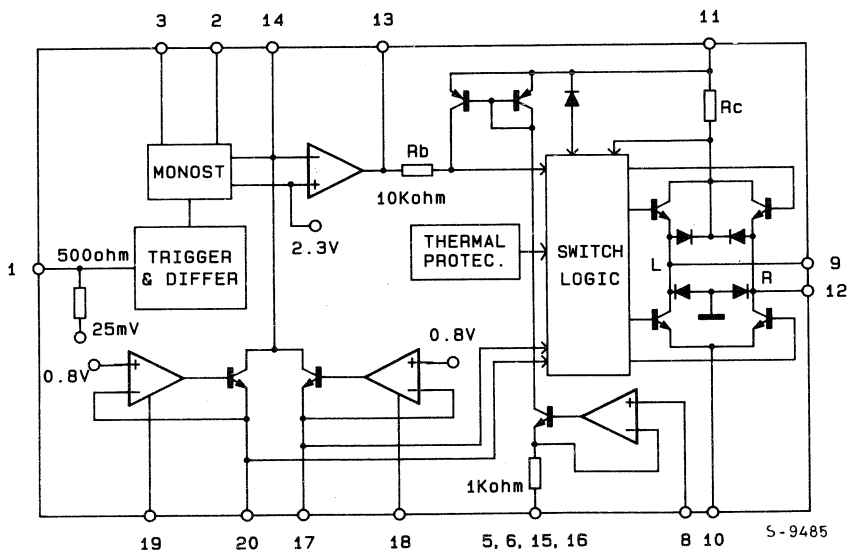 3 2 14 13 11
Rb
Rc
MONOST
10Kohm
2.3V
THERMAL
PROTEC.
SWITCH
LOGIC
500ohm
TRIGGER
& DIFFER
1
L
R
9
12
25mV
0.8V
0.8V
1Kohm
19 20 17 18 5, 6, 15, 16 8 10
S-9485